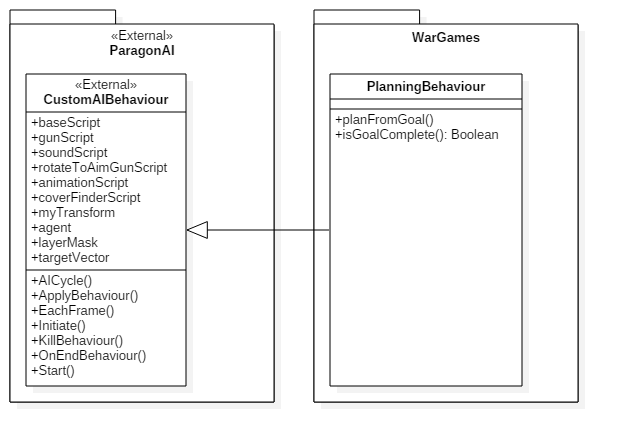 «External»
ParagonAI
«External»
CustomAIBehaviour
+baseScript
+gunScript
+soundScript
+rotateToAimGunScript
+animationScript
+coverFinderScript
+myTransform
+agent
+layerMask
+targetVector
+AICycle()
+ApplyBehaviour()
+EachFrame()
+Initiate()
+KillBehaviour()
+OnEndBehaviour()
+Start()
WarGames
PlanningBehaviour
+planFromGoal()
+isGoalComplete(): Boolean